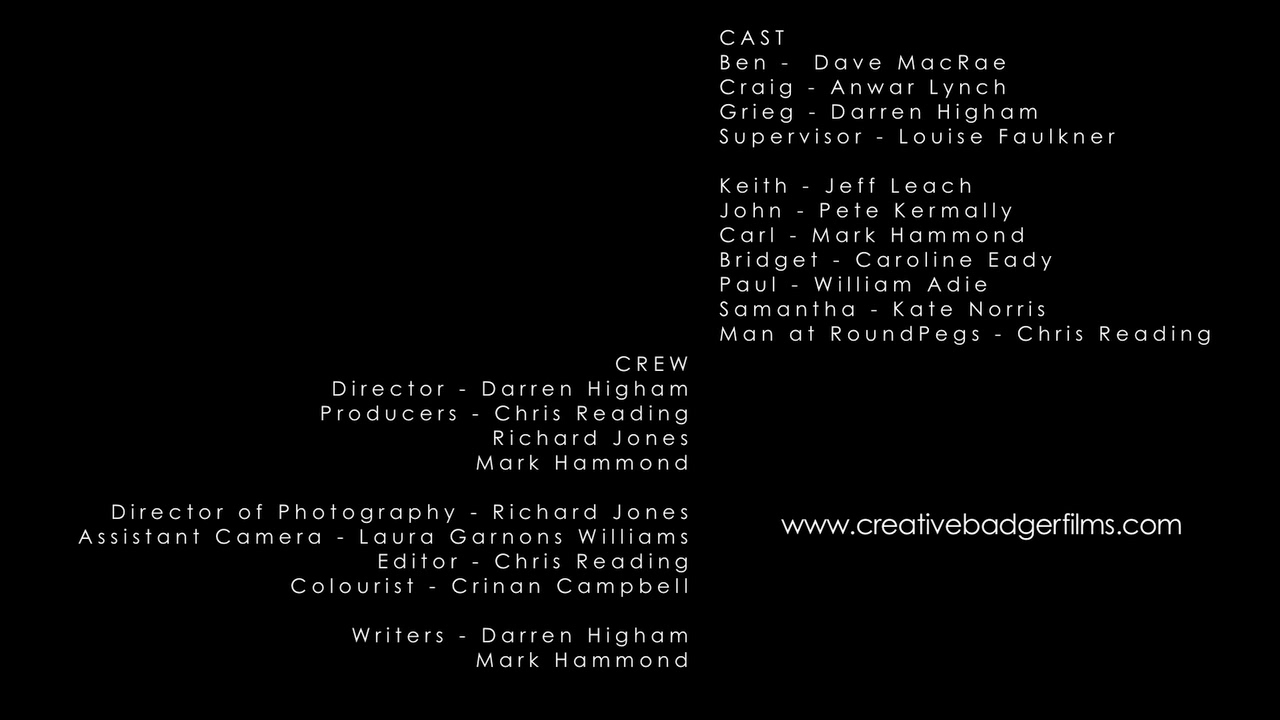 CAST
Ben - Dave MacRae
Craig - Anwar Lynch
Grieg - Darren Higham
Supervisor - Louise Faulkner
Keith - Jeff Leach
John - Pete Kermally
Carl - Mark Hammond
Bridget - Caroline Eady
Paul - William Adie
Samantha - Kate Norris
Man at RoundPegs - Chris Reading
CREW
Director - Darren Higham
Producers - Chris Reading
Richard Jones
Mark Hammond
Director of Photography - Richard Jones
Assistant Camera - Laura Garnons Williams
Editor - Chris Reading
Colourist - Crinan Campbell
Writers - Darren Higham
Mark Hammond
www.creativebadgerfilms.com